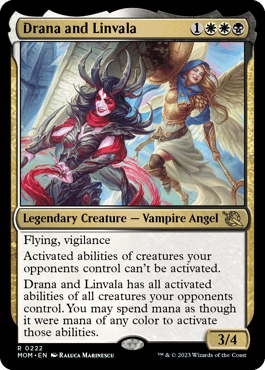 Drana and Linvala 1
Legendary Creature — Vampire Angel
Flying, vigilance
Activated abilities of creatures your
opponents control can't be activated.
Drana and Linvala has all activated
abilities of all creatures your opponents
control. You may spend mana as though
it were mana of any color to activate
those abilities.
3/4
R 0222
MOM • EN RALUCA MARINESCU ™ & © 2023 Wizards of the Coast